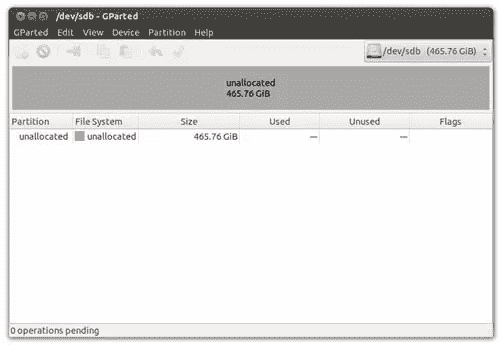 /dev/sdb - GParted
GParted Edit View Device Partition Help
/dev/sdb (465.76 GiB)
unallocated
465.76 GiB
Partition File System Size Used Unused Flags
unallocated unallocated 465.76 GiB — —
0 operations pending